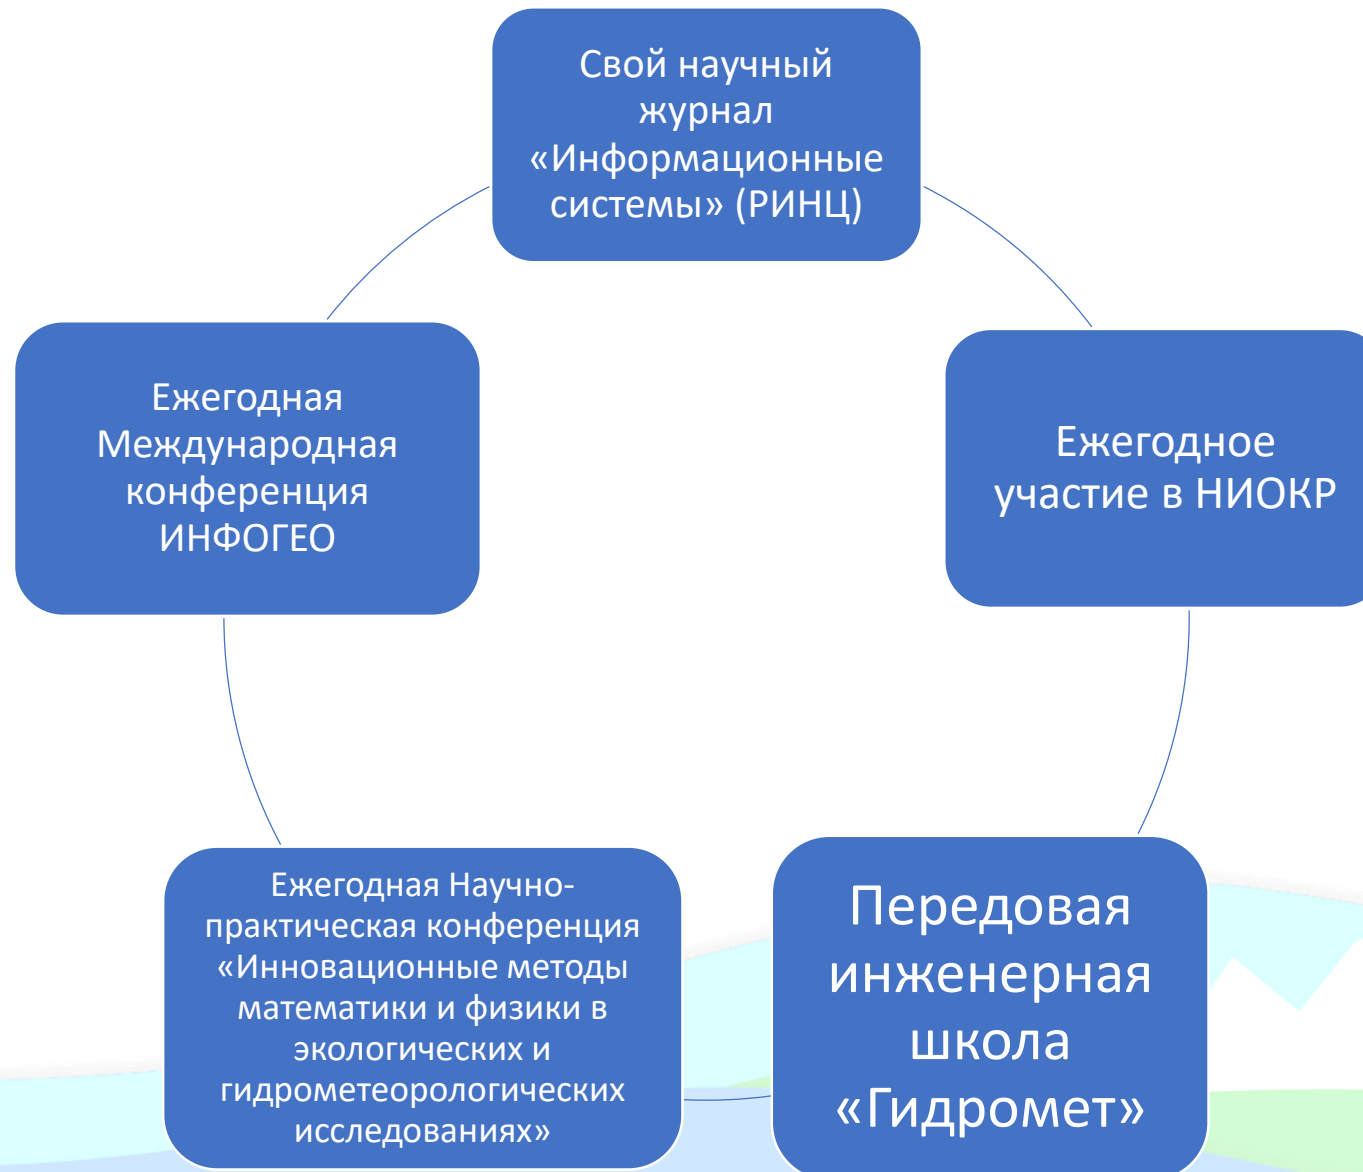 Свой научный
журнал
«Информационные
системы» (РИНЦ)
Ежегодное
участие в НИОКР
Передовая
инженерная
школа
«Гидромет»
Ежегодная Научно-
практическая конференция
«Инновационные методы
математики и физики в
экологических и
гидрометеорологических
исследованиях»
Ежегодная
Международная
конференция
ИНФОГЕО